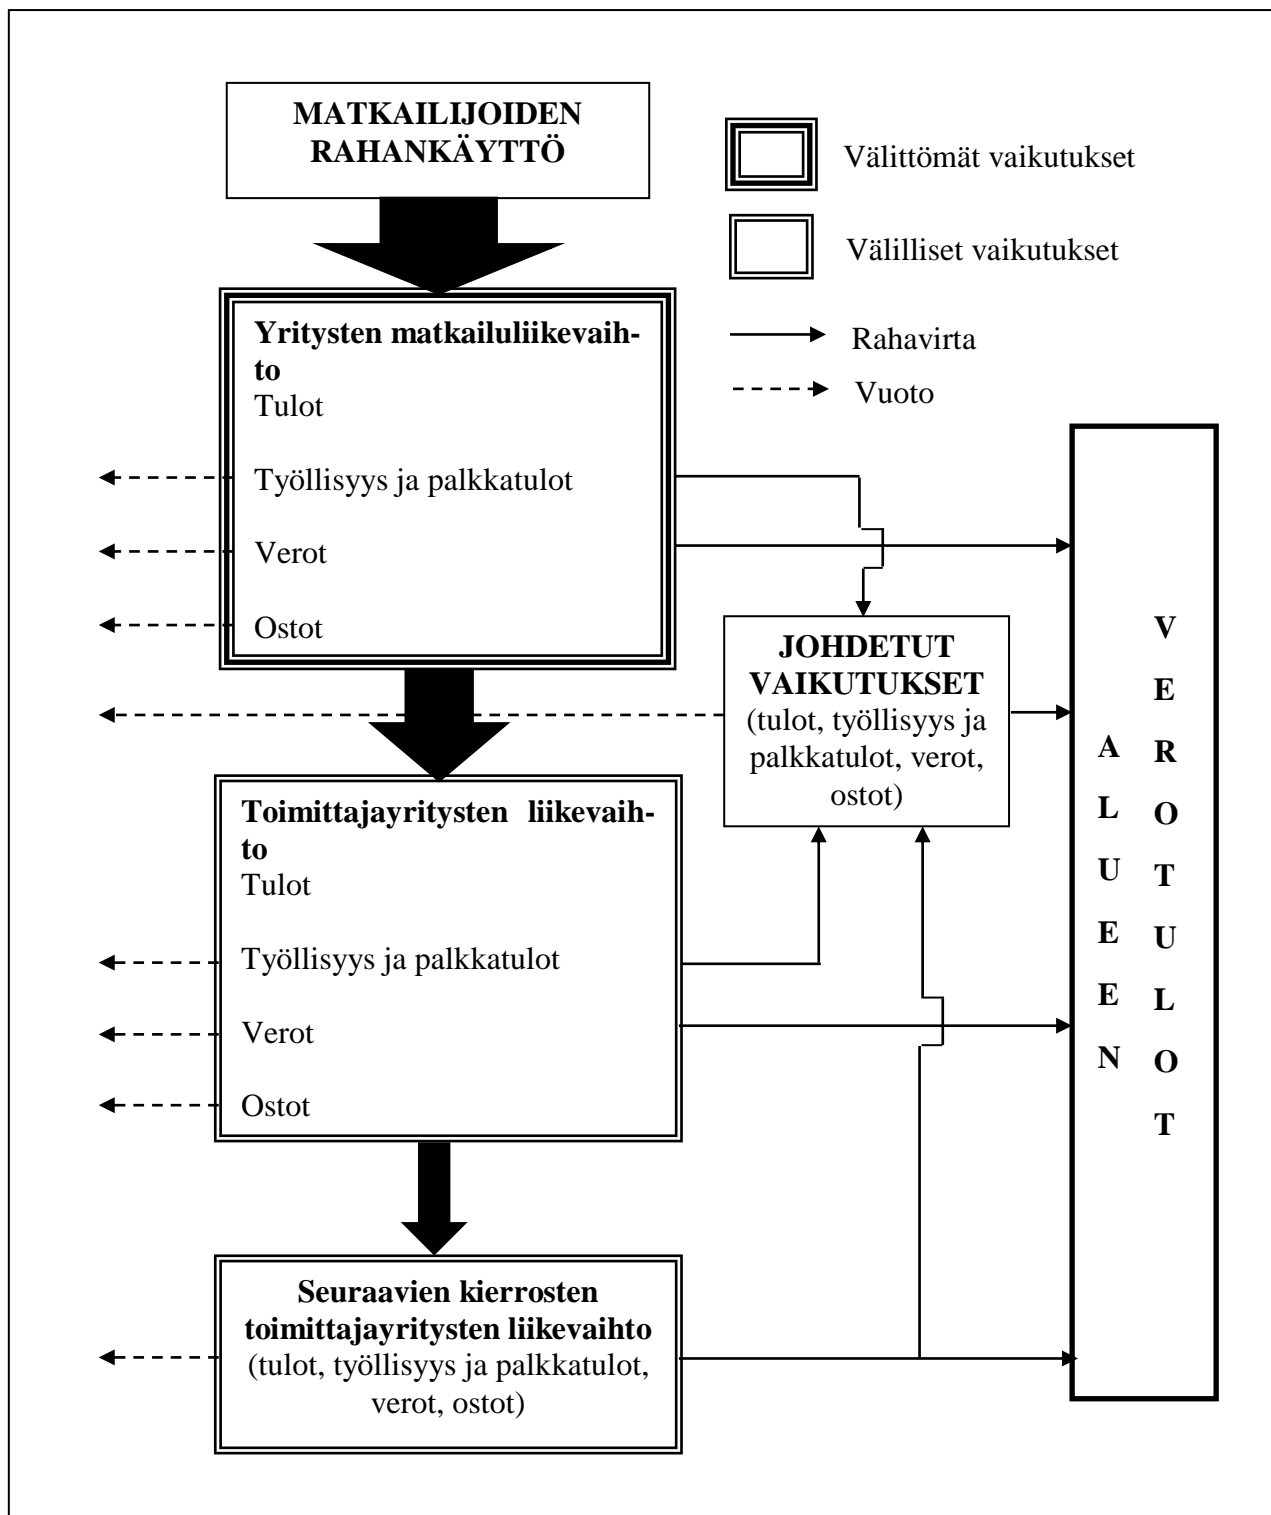 MATKAILIJOIDEN
RAHANKÄYTTÖ
Välittömät vaikutukset
Välilliset vaikutukset
Rahavirta
Vuoto
Yritysten matkailuliikevaih-
to
Tulot
Työllisyys ja palkkatulot
Verot
Ostot
JOHDETUT
VAIKUTUKSET
(tulot, työllisyys ja
palkkatulot, verot,
ostot)
Toimittajayritysten liikevaih-
to
Tulot
Työllisyys ja palkkatulot
Verot
Ostot
Seuraavien kierrosten
toimittajayritysten liikevaihto
(tulot, työllisyys ja palkkatulot,
verot, ostot)
ALUEEN
VEROTULOT